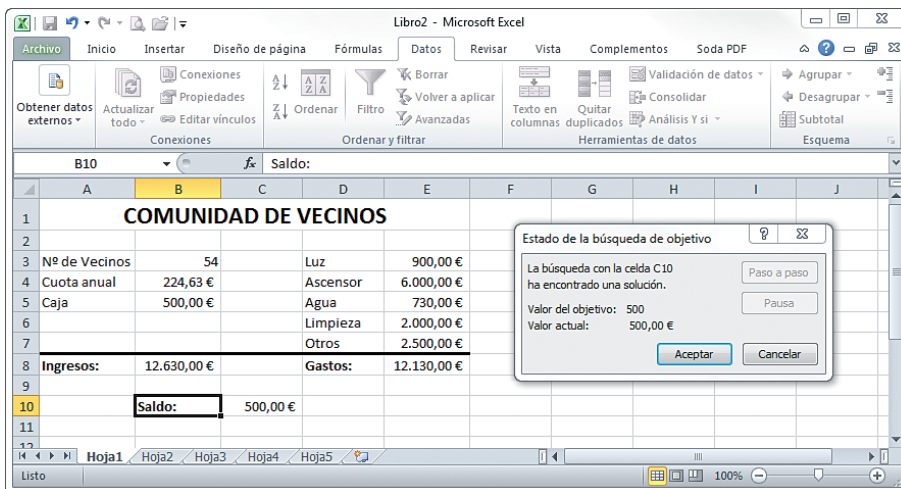 Libro2 - Microsoft Excel
Archivo Inicio Insertar Diseño de página Fórmulas Datos Revisar Vista Complementos Soda PDF
Obtener datos externos
Actualizar todo
Conexiones
Propiedades
Editar vínculos
Conexiones
Ordenar
Filtro
Borrar
Volver a aplicar
Avanzadas
Ordenar y filtrar
Texto en columnas
Quitar duplicados
Validación de datos
Consolidar
Análisis Y si
Herramientas de datos
Agrupar
Desagrupar
Subtotal
Esquema
B10 fx Saldo:
A B C D E F G H I J
1 COMUNIDAD DE VECINOS
2
3 Nº de Vecinos 54 Luz 900,00 €
4 Cuota anual 224,63 € Ascensor 6.000,00 €
5 Caja 500,00 € Agua 730,00 €
6 Limpieza 2.000,00 €
7 Otros 2.500,00 €
8 Ingresos: 12.630,00 € Gastos: 12.130,00 €
9
10 Saldo: 500,00 €
11
12
Estado de la búsqueda de objetivo
La búsqueda con la celda C10
ha encontrado una solución.
Valor del objetivo: 500
Valor actual: 500,00 €
Paso a paso
Pausa
Aceptar Cancelar
Hoja1 Hoja2 Hoja3 Hoja4 Hoja5
Listo 100%